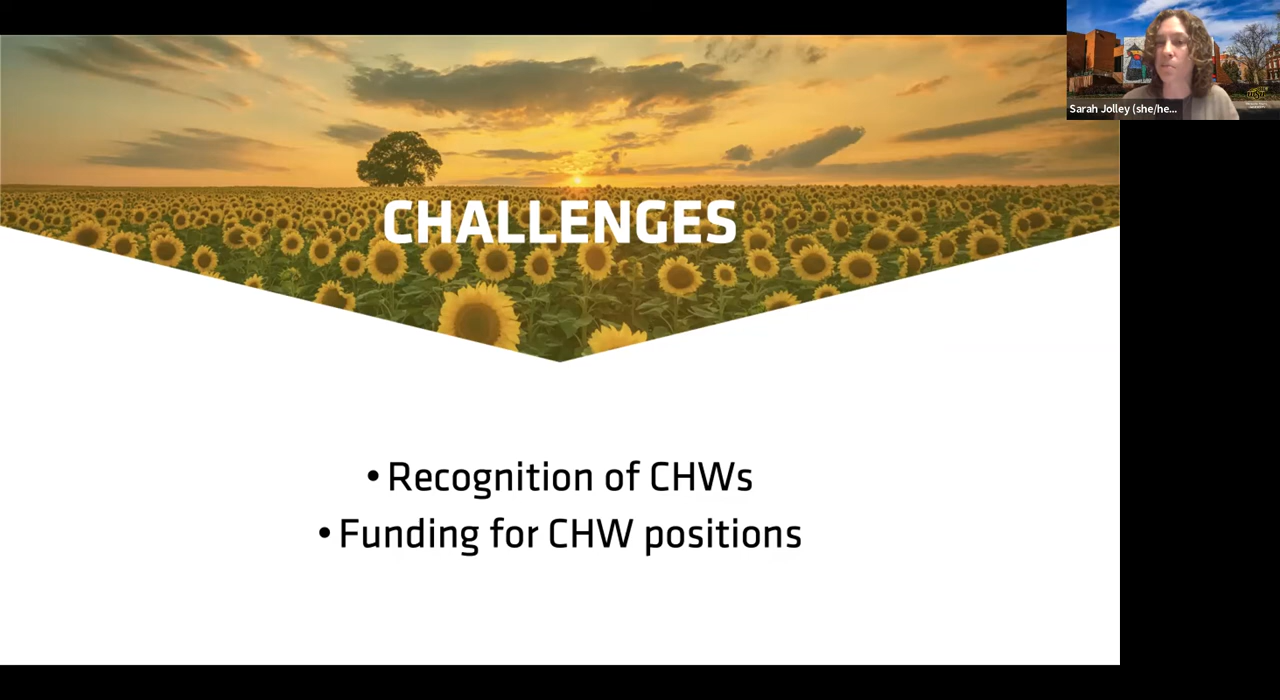 Sarah Jolley (she/he...
CHALLENGES
• Recognition of CHWs
• Funding for CHW positions